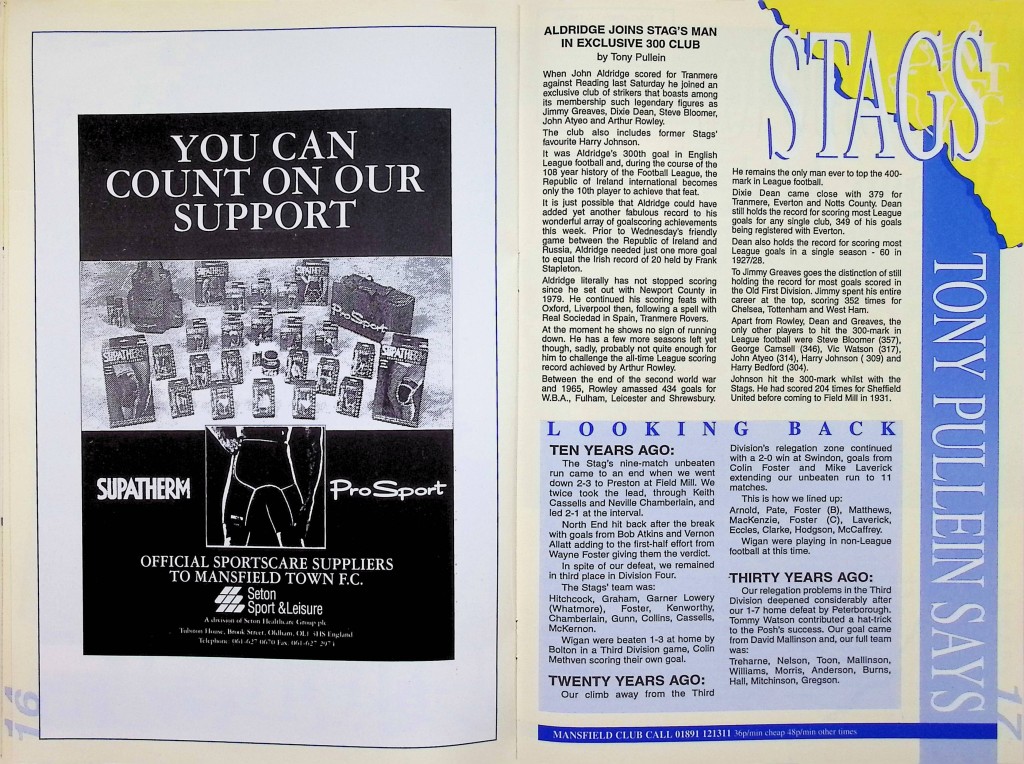 YOU CAN
COUNT ON OUR
SUPPORT
SUPATHERM
SUPATHERM
ProSport
SUPATHERM
SUPATHERM
SUPATHERM
ProSport
OFFICIAL SPORTSCARE SUPPLIERS
TO MANSFIELD TOWN F.C.
Seton
Sport & Leisure
A division of Seton Healthcare Group plc
Tubiton House, Brook Street, Oldham, OL1 3HS England
Telephone 061-627 0670 Fax: 061-627 2974
16
ALDRIDGE JOINS STAG'S MAN
IN EXCLUSIVE 300 CLUB
by Tony Pullein
When John Aldridge scored for Tranmere
against Reading last Saturday he joined an
exclusive club of strikers that boasts among
its membership such legendary figures as
Jimmy Greaves, Dixie Dean, Steve Bloomer,
John Atyeo and Arthur Rowley.
The club also includes former Stags'
favourite Harry Johnson.
It was Aldridge's 300th goal in English
League football and, during the course of the
108 year history of the Football League, the
Republic of Ireland international becomes
only the 10th player to achieve that feat.
It is just possible that Aldridge could have
added yet another fabulous record to his
wonderful array of goalscoring achievements
this week. Prior to Wednesday's friendly
game between the Republic of Ireland and
Russia, Aldridge needed just one more goal
to equal the Irish record of 20 held by Frank
Stapleton.
Aldridge literally has not stopped scoring
since he set out with Newport County in
1979. He continued his scoring feats with
Oxford, Liverpool then, following a spell with
Real Sociedad in Spain, Tranmere Rovers.
At the moment he shows no sign of running
down. He has a few more seasons left yet
though, sadly, probably not quite enough for
him to challenge the all-time League scoring
record achieved by Arthur Rowley.
Between the end of the second world war
and 1965, Rowley amassed 434 goals for
W.B.A., Fulham, Leicester and Shrewsbury.
STAGS
MTFC
He remains the only man ever to top the 400-
mark in League football.
Dixie Dean came close with 379 for
Tranmere, Everton and Notts County. Dean
still holds the record for scoring most League
goals for any single club, 349 of his goals
being registered with Everton.
Dean also holds the record for scoring most
League goals in a single season - 60 in
1927/28.
To Jimmy Greaves goes the distinction of still
holding the record for most goals scored in
the Old First Division. Jimmy spent his entire
career at the top, scoring 352 times for
Chelsea, Tottenham and West Ham.
Apart from Rowley, Dean and Greaves, the
only other players to hit the 300-mark in
League football were Steve Bloomer (357),
George Camsell (346), Vic Watson (317),
John Atyeo (314), Harry Johnson ( 309) and
Harry Bedford (304).
Johnson hit the 300-mark whilst with the
Stags. He had scored 204 times for Sheffield
United before coming to Field Mill in 1931.
TONY PULLEIN SAYS
LOOKING BACK
TEN YEARS AGO:
The Stag's nine-match unbeaten
run came to an end when we went
down 2-3 to Preston at Field Mill. We
twice took the lead, through Keith
Cassells and Neville Chamberlain, and
led 2-1 at the interval.
North End hit back after the break
with goals from Bob Atkins and Vernon
Allatt adding to the first-half effort from
Wayne Foster giving them the verdict.
In spite of our defeat, we remained
in third place in Division Four.
The Stags' team was:
Hitchcock, Graham, Garner Lowery
(Whatmore), Foster, Kenworthy,
Chamberlain, Gunn, Collins, Cassells,
McKernon.
Wigan were beaten 1-3 at home by
Bolton in a Third Division game, Colin
Methven scoring their own goal.
TWENTY YEARS AGO:
Our climb away from the Third
Division's relegation zone continued
with a 2-0 win at Swindon, goals from
Colin Foster and Mike Laverick
extending our unbeaten run to 11
matches.
This is how we lined up:
Arnold, Pate, Foster (B), Matthews,
MacKenzie, Foster (C), Laverick,
Eccles, Clarke, Hodgson, McCaffrey.
Wigan were playing in non-League
football at this time.
THIRTY YEARS AGO:
Our relegation problems in the Third
Division deepened considerably after
our 1-7 home defeat by Peterborough.
Tommy Watson contributed a hat-trick
to the Posh's success. Our goal came
from David Mallinson and, our full team
was:
Treharne, Nelson, Toon, Mallinson,
Williams, Morris, Anderson, Burns,
Hall, Mitchinson, Gregson.
MANSFIELD CLUB CALL 01891 121311 36p/min cheap 48p/min other times
17